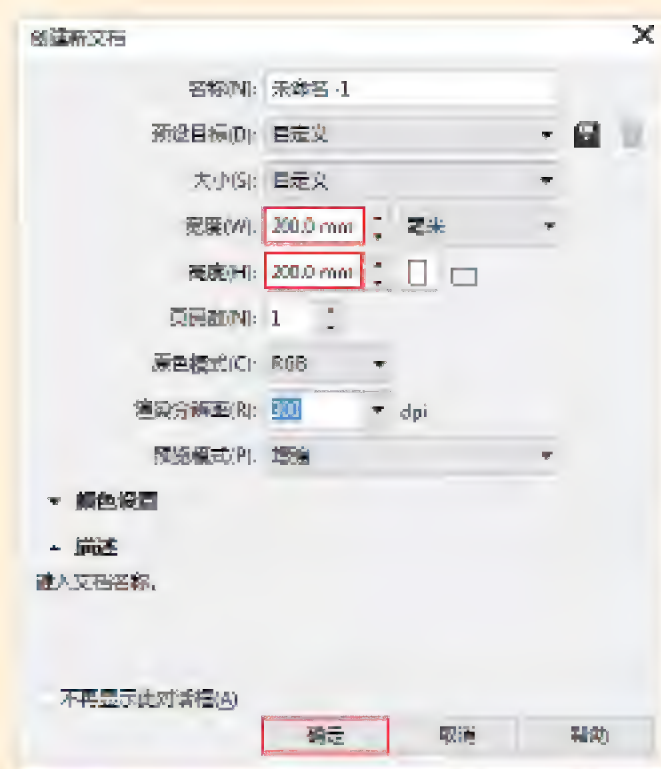 创建新文档
名称(N): 未命名 -1
预设目标(D): 自定义
大小(S): 自定义
宽度(W): 200.0 mm 毫米
高度(H): 200.0 mm
页码数(N): 1
原色模式(C): RGB
渲染分辨率(R): 300 dpi
预览模式(P): 增强
颜色设置
描述
键入文档名称。
不再显示此对话框(A)
确定 取消 帮助